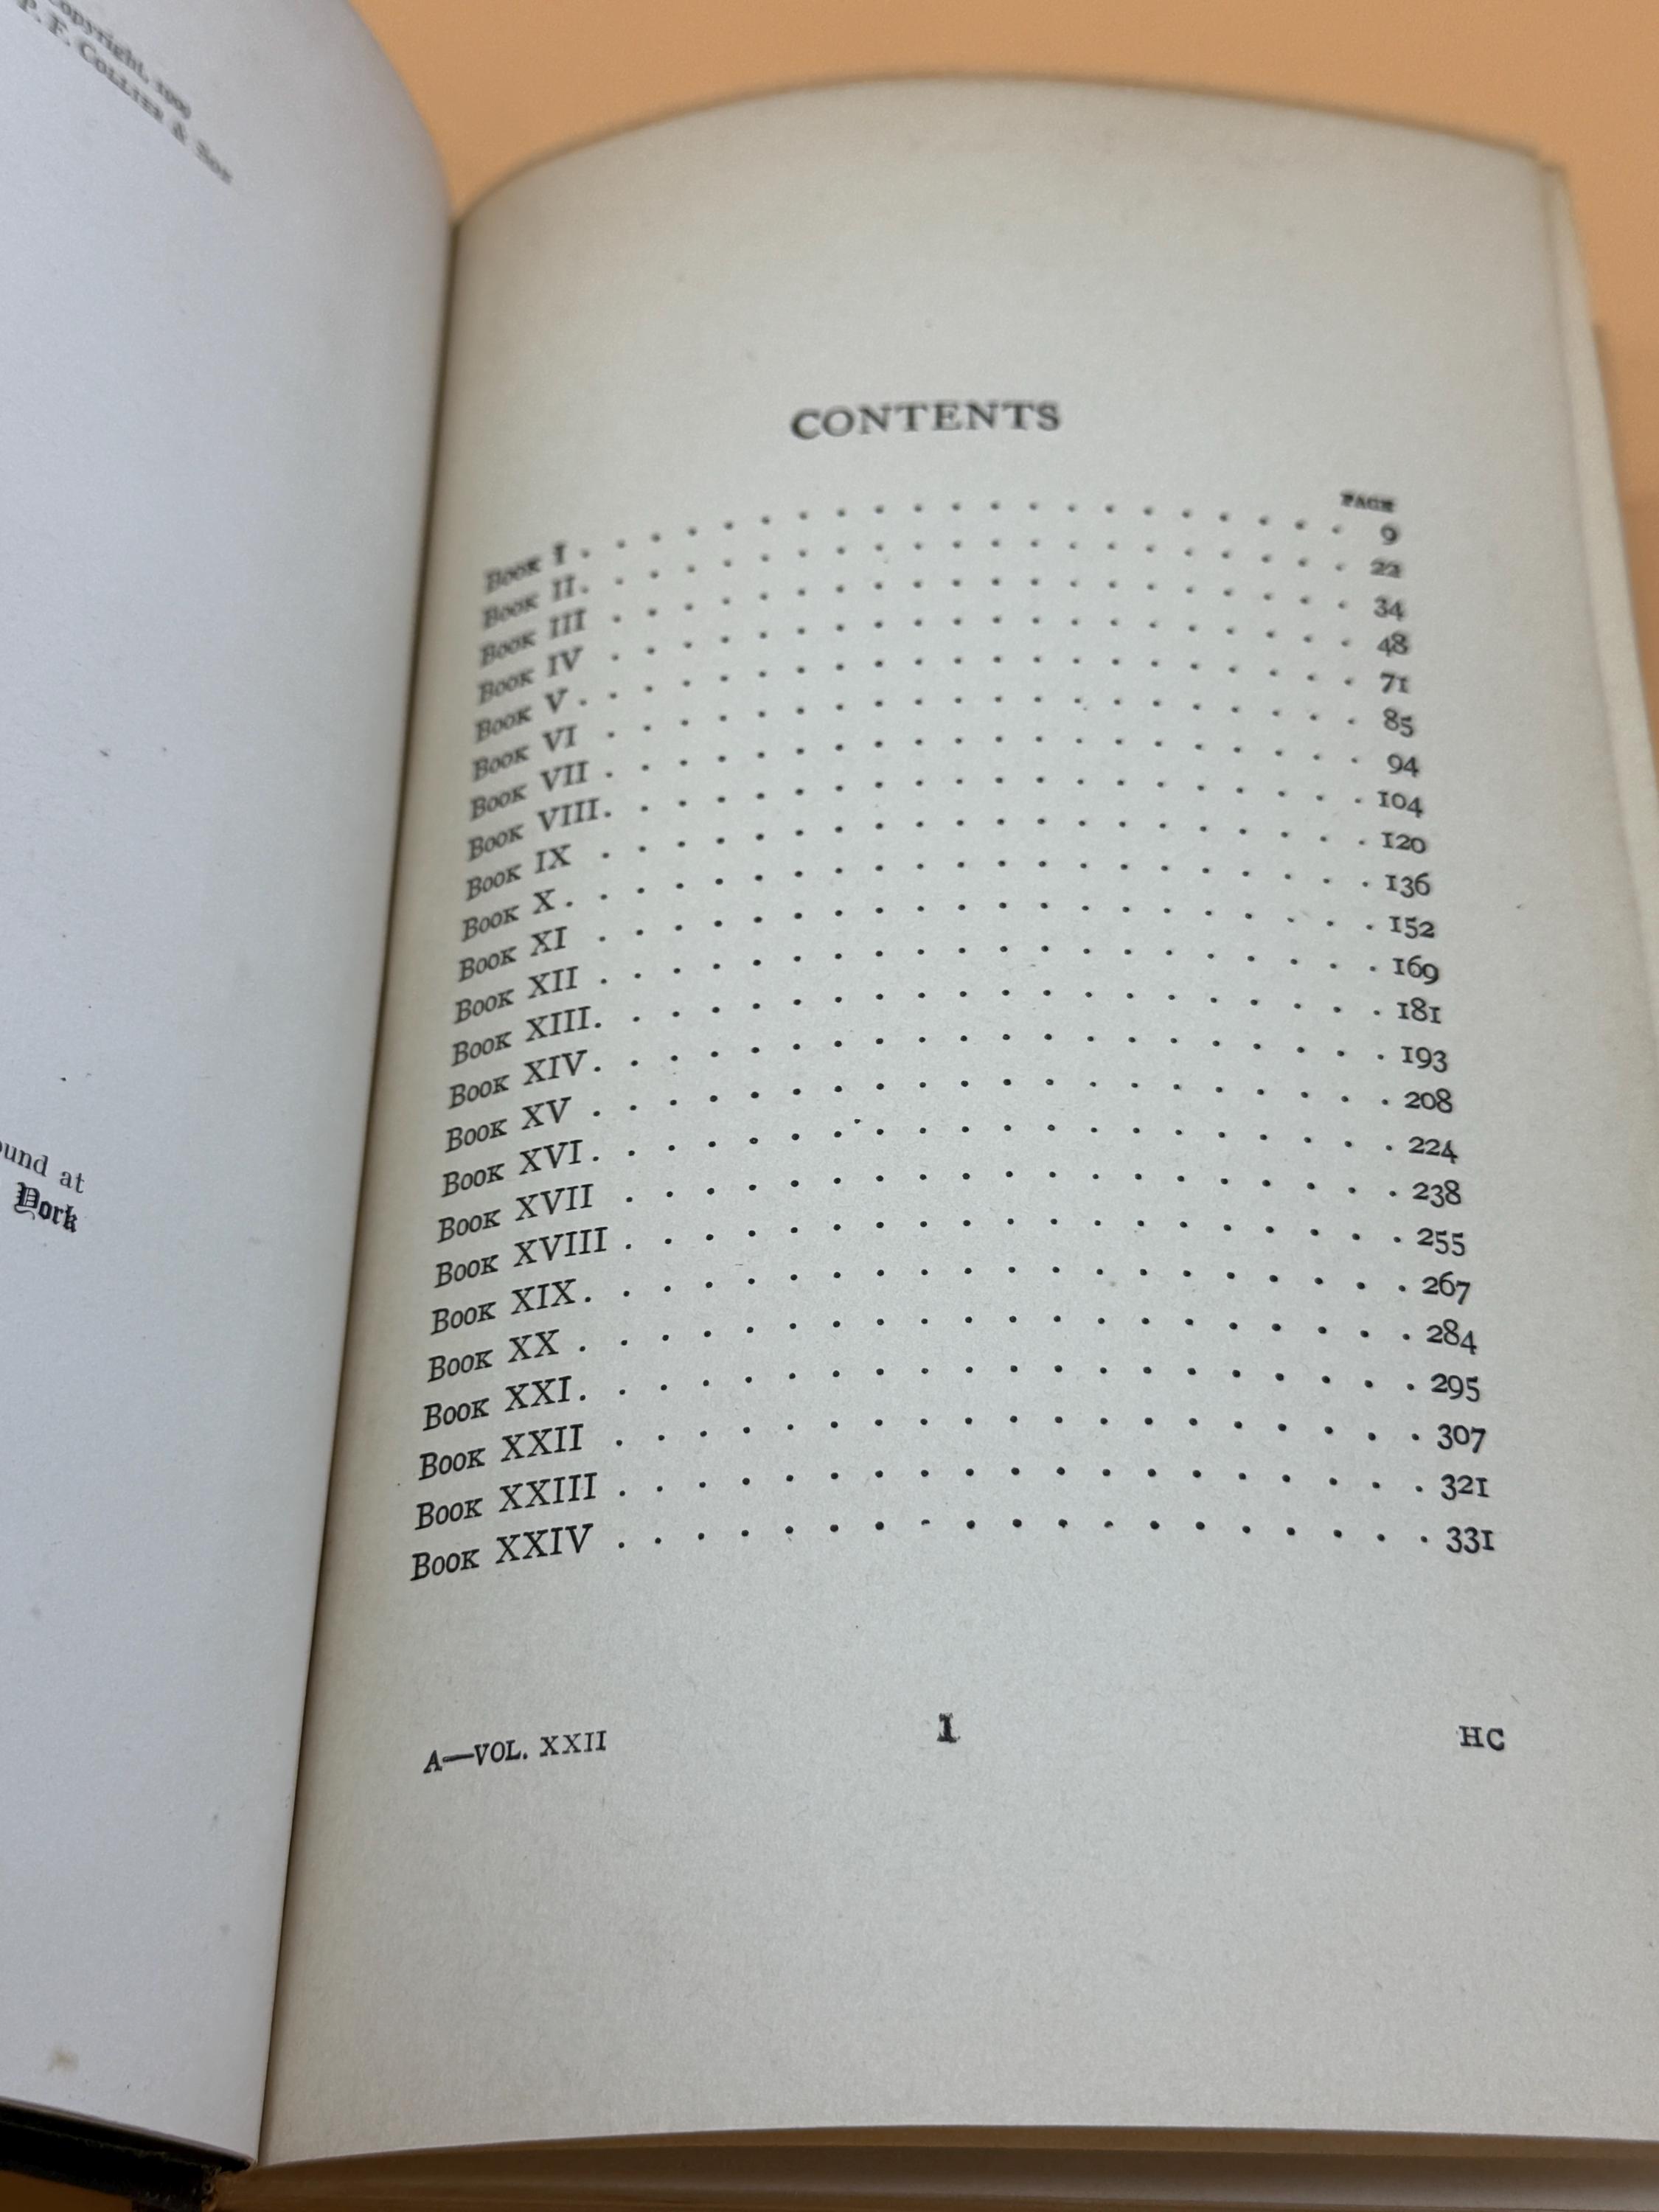 Copyright, 1909
P. F. COLLIER & SON
at
York
CONTENTS
PAGE
BOOK I . . . . . . . . . . . . . . . . . . . . . 9
BOOK II . . . . . . . . . . . . . . . . . . . . . 22
BOOK III . . . . . . . . . . . . . . . . . . . . 34
BOOK IV . . . . . . . . . . . . . . . . . . . . 48
BOOK V . . . . . . . . . . . . . . . . . . . . . 71
BOOK VI . . . . . . . . . . . . . . . . . . . . 85
BOOK VII . . . . . . . . . . . . . . . . . . . . 94
BOOK VIII . . . . . . . . . . . . . . . . . . . . 104
BOOK IX . . . . . . . . . . . . . . . . . . . . 120
BOOK X . . . . . . . . . . . . . . . . . . . . . 136
BOOK XI . . . . . . . . . . . . . . . . . . . . 152
BOOK XII . . . . . . . . . . . . . . . . . . . . 169
BOOK XIII . . . . . . . . . . . . . . . . . . . . 181
BOOK XIV . . . . . . . . . . . . . . . . . . . . 193
BOOK XV . . . . . . . . . . . . . . . . . . . . 208
BOOK XVI . . . . . . . . . . . . . . . . . . . . 224
BOOK XVII . . . . . . . . . . . . . . . . . . . 238
BOOK XVIII . . . . . . . . . . . . . . . . . . . 255
BOOK XIX . . . . . . . . . . . . . . . . . . . . 267
BOOK XX . . . . . . . . . . . . . . . . . . . . 284
BOOK XXI . . . . . . . . . . . . . . . . . . . . 295
BOOK XXII . . . . . . . . . . . . . . . . . . . 307
BOOK XXIII . . . . . . . . . . . . . . . . . . . 321
BOOK XXIV . . . . . . . . . . . . . . . . . . . 331
A—VOL. XXII 1 HC